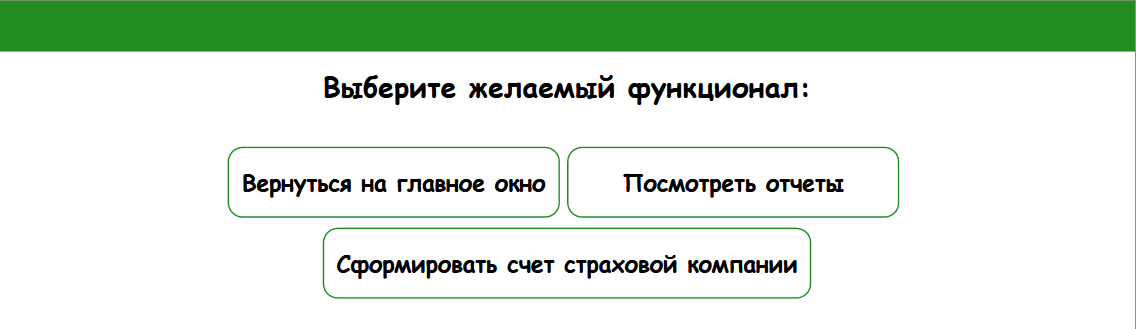 Выберите желаемый функционал:
Вернуться на главное окно
Посмотреть отчеты
Сформировать счет страховой компании